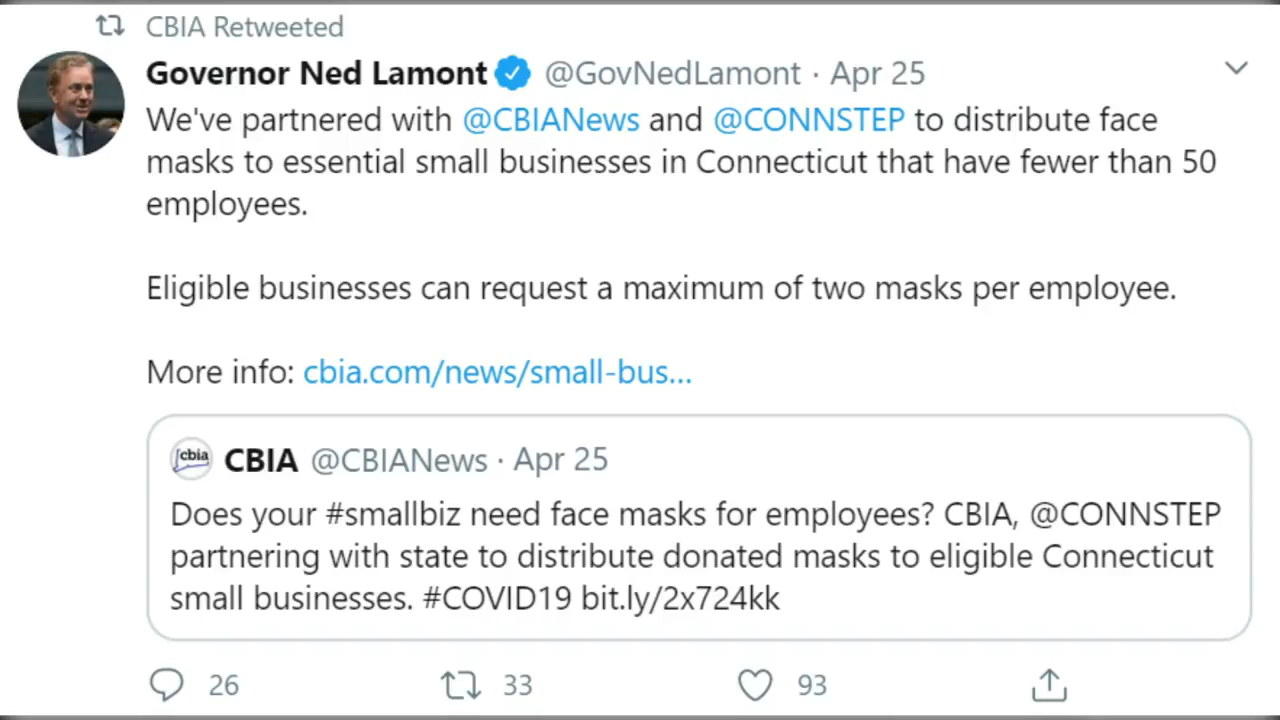 CBIA Retweeted
Governor Ned Lamont @GovNedLamont · Apr 25
We've partnered with @CBIANews and @CONNSTEP to distribute face
masks to essential small businesses in Connecticut that have fewer than 50
employees.
Eligible businesses can request a maximum of two masks per employee.
More info: cbia.com/news/small-bus...
cbia
CBIA @CBIANews · Apr 25
Does your #smallbiz need face masks for employees? CBIA, @CONNSTEP
partnering with state to distribute donated masks to eligible Connecticut
small businesses. #COVID19 bit.ly/2x724kk
26 33 93